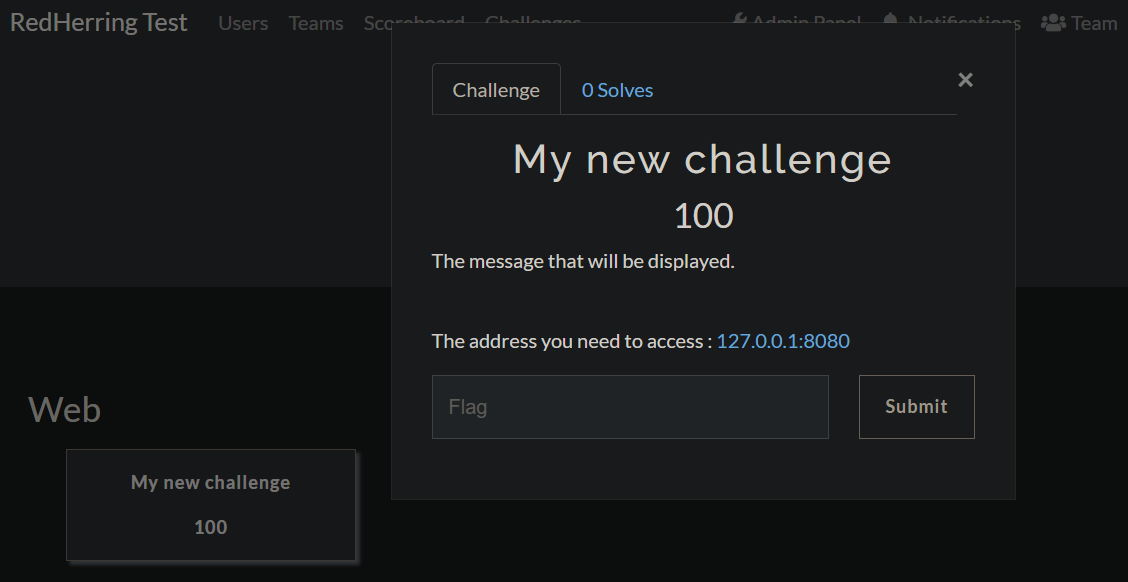 RedHerring Test Users Teams Scoreboard Challenges Admin Panel Notifications Team
Challenge 0 Solves ×
My new challenge
100
The message that will be displayed.
The address you need to access : 127.0.0.1:8080
Flag Submit
Web
My new challenge
100